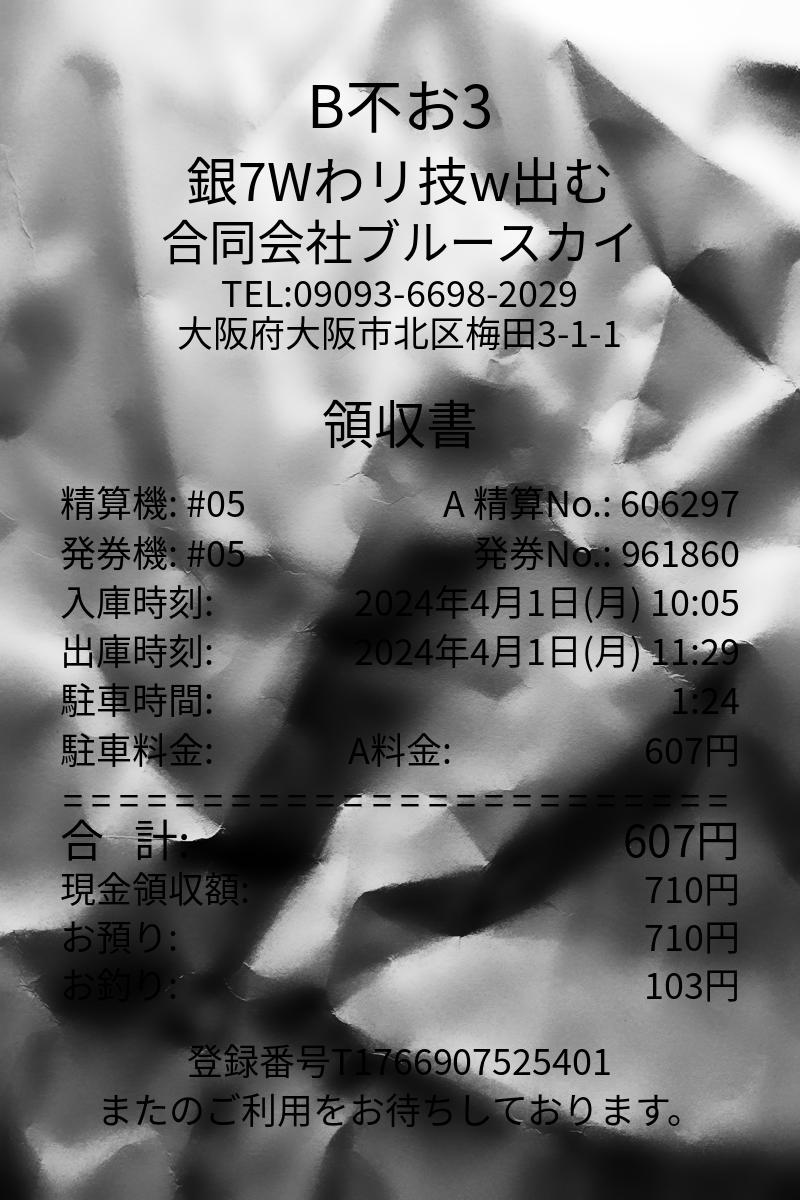 B不お3
銀7Wわリ技w出む
合同会社ブルースカイ
TEL:09093-6698-2029
大阪府大阪市北区梅田3-1-1
領収書
精算機: #05 A 精算No.: 606297
発券機: #05 発券No.: 961860
入庫時刻: 2024年4月1日(月) 10:05
出庫時刻: 2024年4月1日(月) 11:29
駐車時間: 1:24
駐車料金: A料金: 607円
========================
合 計: 607円
現金領収額: 710円
お預り: 710円
お釣り: 103円
登録番号T1766907525401
またのご利用をお待ちしております。